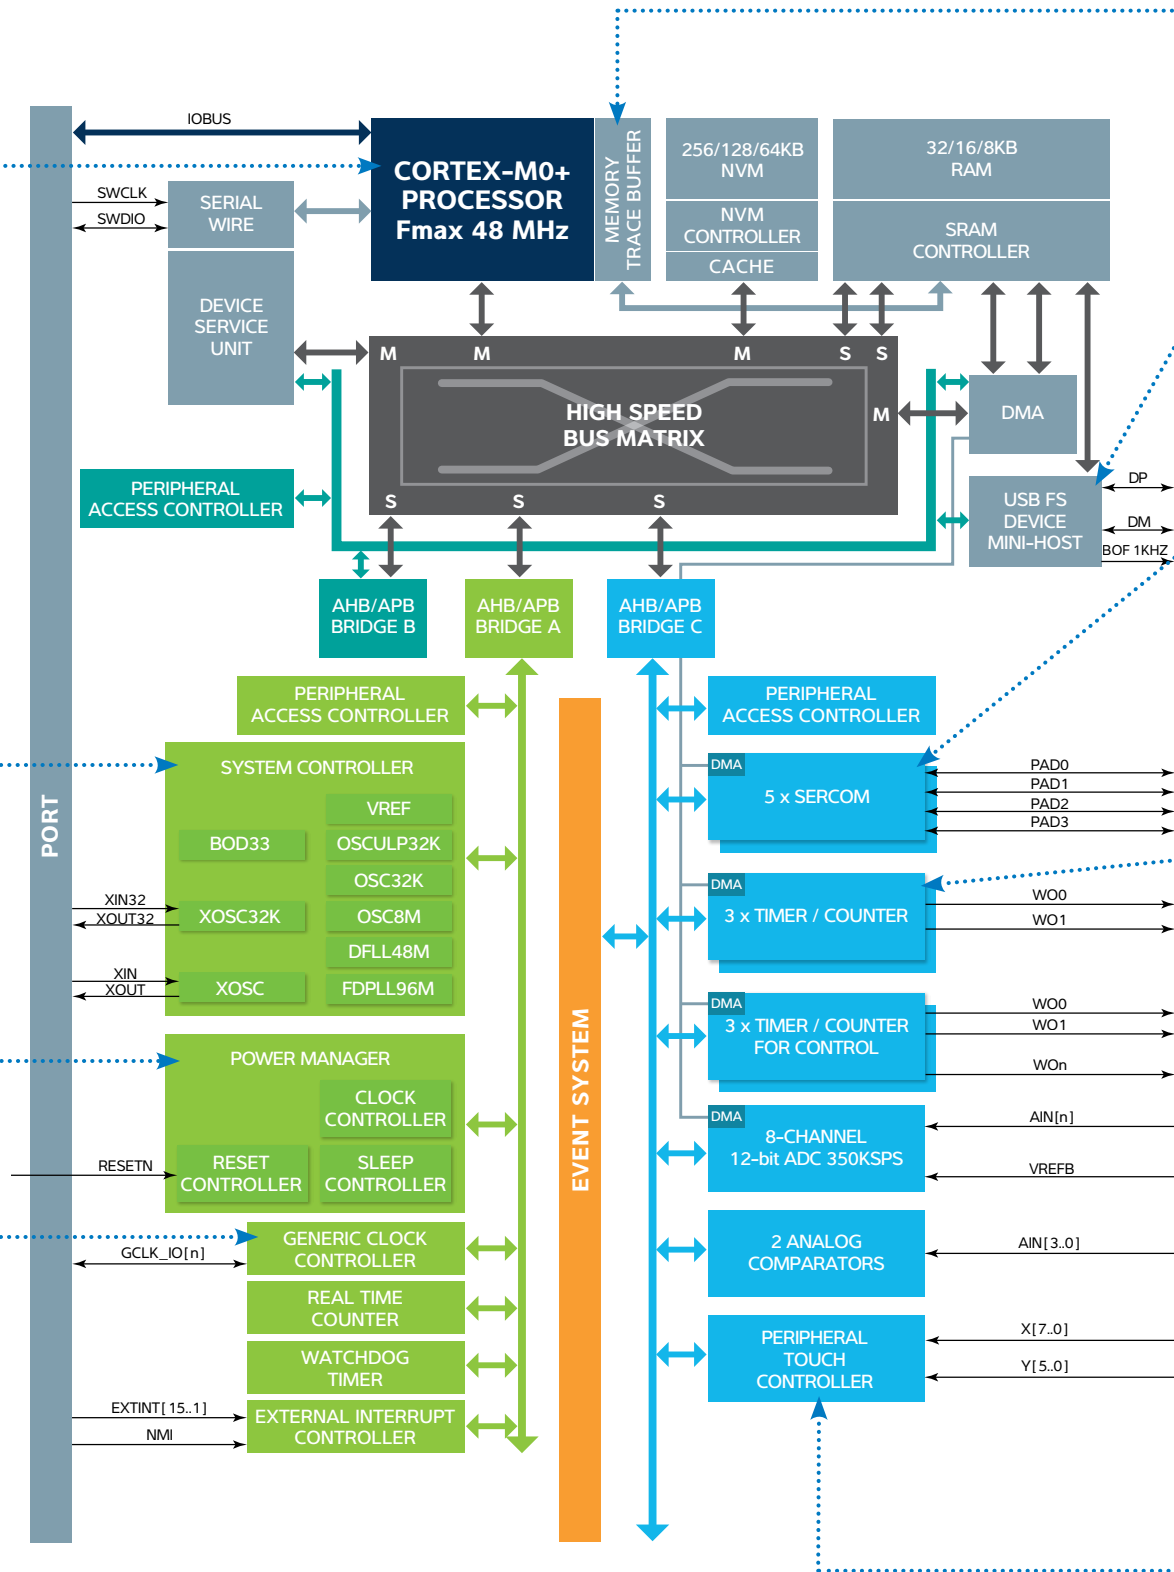 IOBUS
CORTEX-M0+
PROCESSOR
Fmax 48 MHz
MEMORY
TRACE BUFFER
256/128/64KB
NVM
NVM
CONTROLLER
CACHE
32/16/8KB
RAM
SRAM
CONTROLLER
SWCLK
SWDIO
SERIAL
WIRE
DEVICE
SERVICE
UNIT
M
M
M
S
S
HIGH SPEED
BUS MATRIX
M
DMA
S
S
S
PERIPHERAL
ACCESS CONTROLLER
USB FS
DEVICE
MINI-HOST
DP
DM
BOF 1KHZ
AHB/APB
BRIDGE B
AHB/APB
BRIDGE A
AHB/APB
BRIDGE C
PORT
PERIPHERAL
ACCESS CONTROLLER
SYSTEM CONTROLLER
VREF
BOD33
OSCULP32K
OSC32K
XIN32
XOUT32
XOSC32K
OSC8M
DFLL48M
XIN
XOUT
XOSC
FDPLL96M
POWER MANAGER
CLOCK
CONTROLLER
RESETN
RESET
CONTROLLER
SLEEP
CONTROLLER
GCLK_IO[n]
GENERIC CLOCK
CONTROLLER
REAL TIME
COUNTER
WATCHDOG
TIMER
EXTINT[15..1]
NMI
EXTERNAL INTERRUPT
CONTROLLER
EVENT SYSTEM
PERIPHERAL
ACCESS CONTROLLER
DMA
5 x SERCOM
PAD0
PAD1
PAD2
PAD3
DMA
3 x TIMER / COUNTER
WO0
WO1
DMA
3 x TIMER / COUNTER
FOR CONTROL
WO0
WO1
WOn
DMA
8-CHANNEL
12-bit ADC 350KSPS
AIN[n]
VREFB
2 ANALOG
COMPARATORS
AIN[3..0]
PERIPHERAL
TOUCH
CONTROLLER
X[7..0]
Y[5..0]